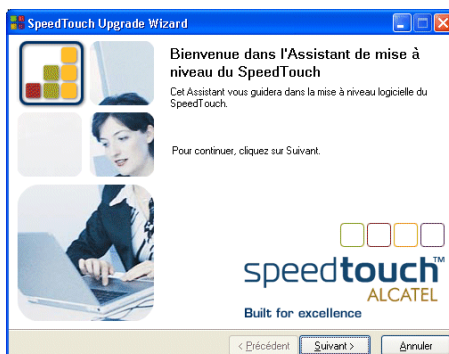 SpeedTouch Upgrade Wizard
Bienvenue dans l'Assistant de mise à
niveau du SpeedTouch
Cet Assistant vous guidera dans la mise à niveau logicielle du
SpeedTouch.
Pour continuer, cliquez sur Suivant.
speedtouch™
ALCATEL
Built for excellence
< Précédent
Suivant >
Annuler